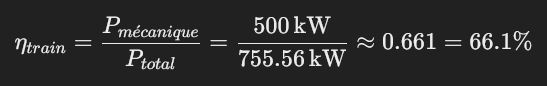 η_train = P_mécanique / P_total = 500 kW / 755.56 kW ≈ 0.661 = 66.1%